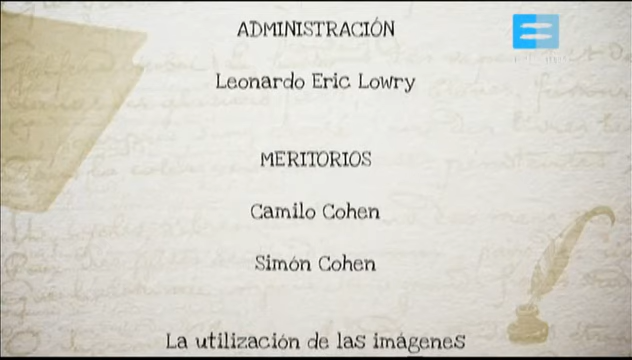 ADMINISTRACIÓN
Leonardo Eric Lowry
MERITORIOS
Camilo Cohen
Simón Cohen
La utilización de las imágenes